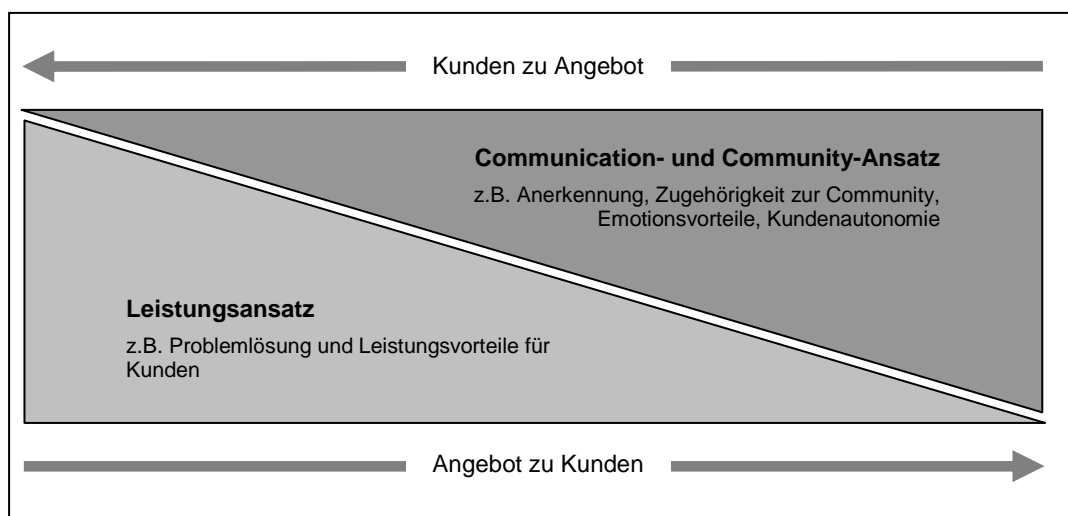 Kunden zu Angebot
Communication- und Community-Ansatz
z.B. Anerkennung, Zugehörigkeit zur Community,
Emotionsvorteile, Kundenautonomie
Leistungsansatz
z.B. Problemlösung und Leistungsvorteile für
Kunden
Angebot zu Kunden